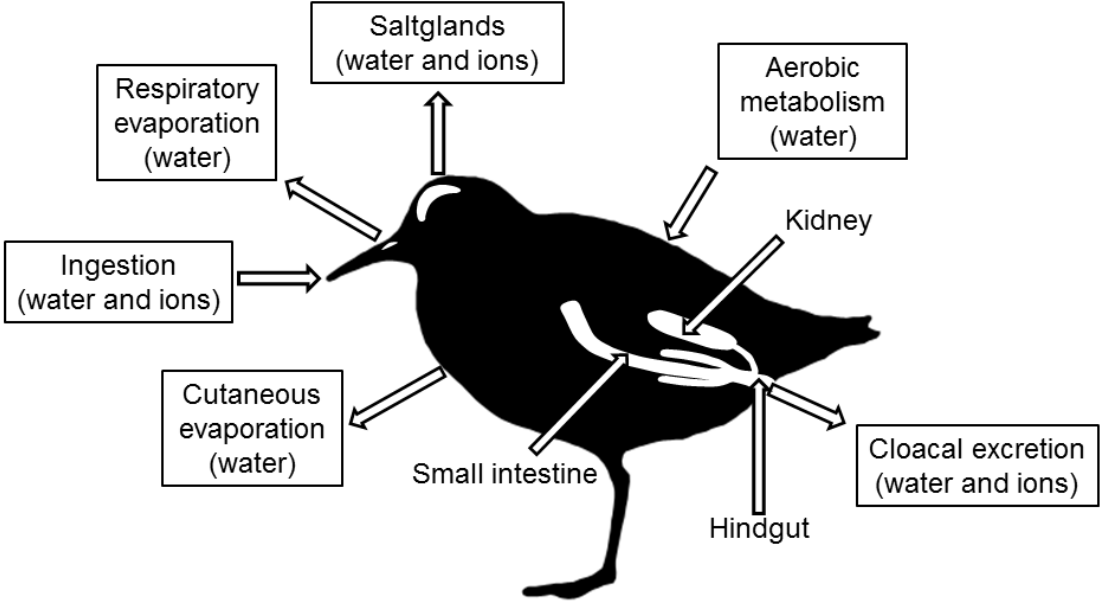 Saltglands
(water and ions)
Respiratory
evaporation
(water)
Aerobic
metabolism
(water)
Kidney
Ingestion
(water and ions)
Cutaneous
evaporation
(water)
Small intestine
Cloacal excretion
(water and ions)
Hindgut